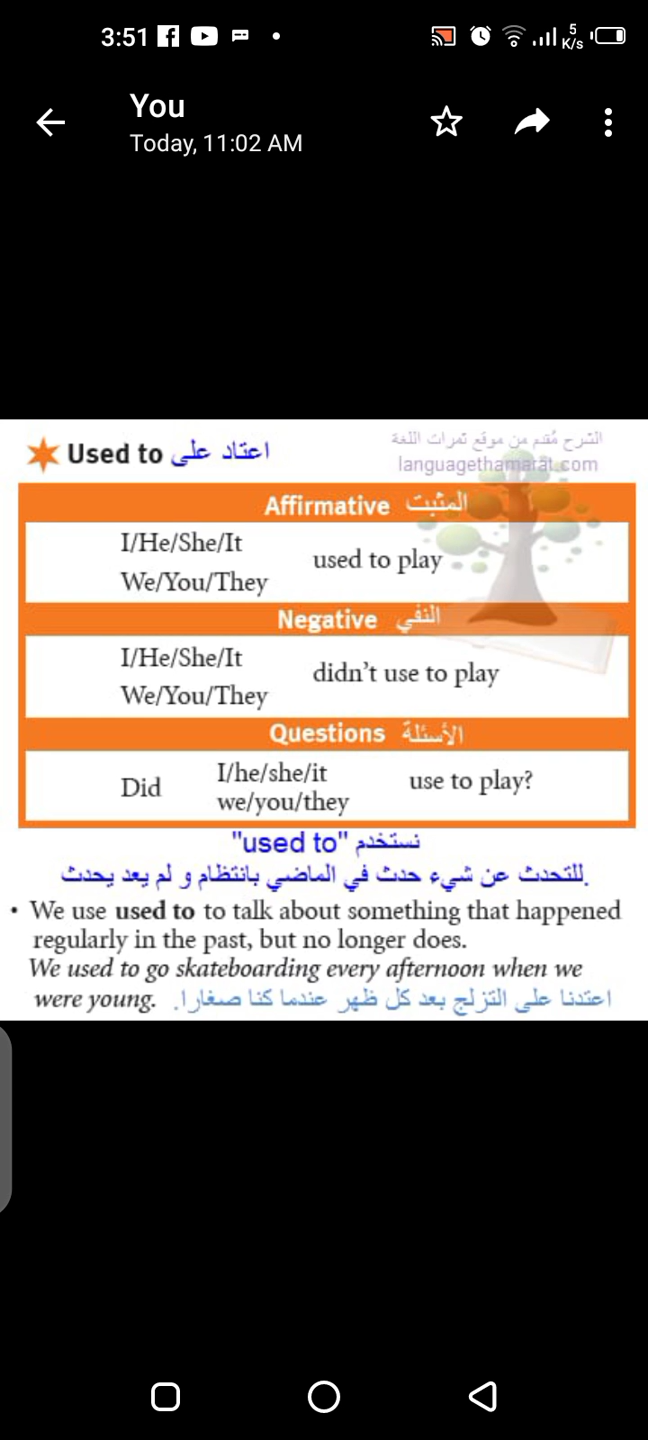 3:51
5
K/s
You
Today, 11:02 AM
الشرح مُقدم من موقع ثمرات اللغة
languagethamarat.com
Used to اعتاد على
Affirmative المثبت
I/He/She/It
We/You/They
used to play
Negative النفي
I/He/She/It
We/You/They
didn't use to play
Questions الأسئلة
Did
I/he/she/it
we/you/they
use to play?
نستخدم "used to"
للتحدث عن شيء حدث في الماضي بانتظام و لم يعد يحدث.
• We use used to to talk about something that happened
regularly in the past, but no longer does.
We used to go skateboarding every afternoon when we
were young. اعتدنا على التزلج بعد كل ظهر عندما كنا صغارا.